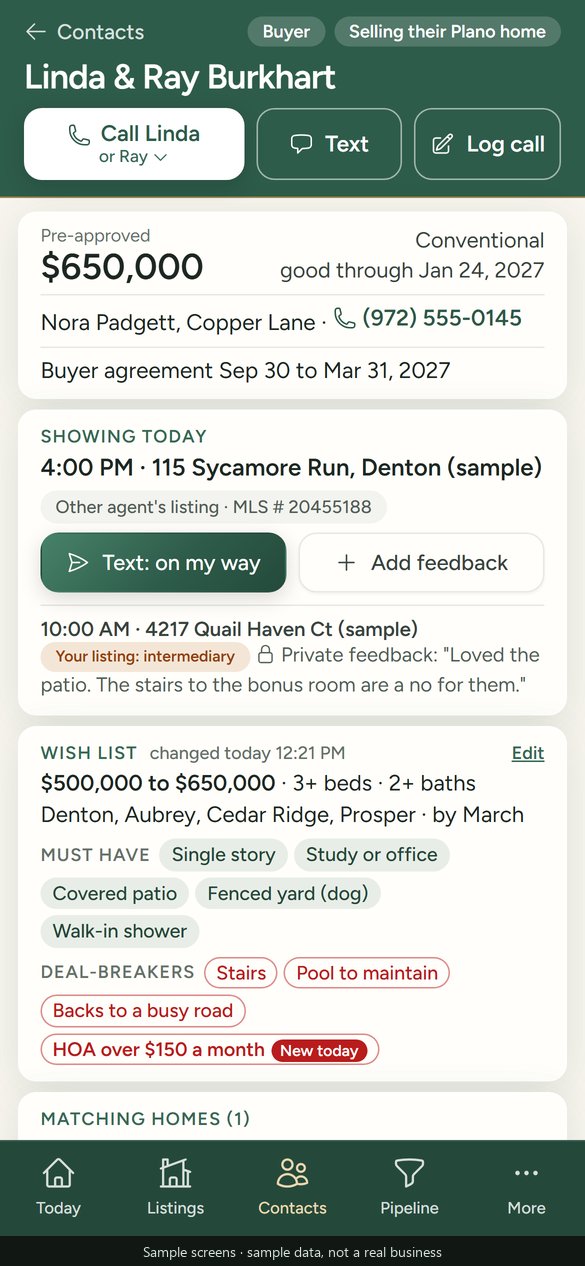 Contacts
Buyer
Selling their Plano home
Linda & Ray Burkhart
Call Linda
or Ray
Text
Log call
Pre-approved
$650,000
Conventional
good through Jan 24, 2027
Nora Padgett, Copper Lane · (972) 555-0145
Buyer agreement Sep 30 to Mar 31, 2027
SHOWING TODAY
4:00 PM · 115 Sycamore Run, Denton (sample)
Other agent's listing · MLS # 20455188
Text: on my way
Add feedback
10:00 AM · 4217 Quail Haven Ct (sample)
Your listing: intermediary Private feedback: "Loved the
patio. The stairs to the bonus room are a no for them."
WISH LIST changed today 12:21 PM Edit
$500,000 to $650,000 · 3+ beds · 2+ baths
Denton, Aubrey, Cedar Ridge, Prosper · by March
MUST HAVE Single story Study or office
Covered patio Fenced yard (dog)
Walk-in shower
DEAL-BREAKERS Stairs Pool to maintain
Backs to a busy road
HOA over $150 a month New today
MATCHING HOMES (1)
Today Listings Contacts Pipeline More
Sample screens · sample data, not a real business